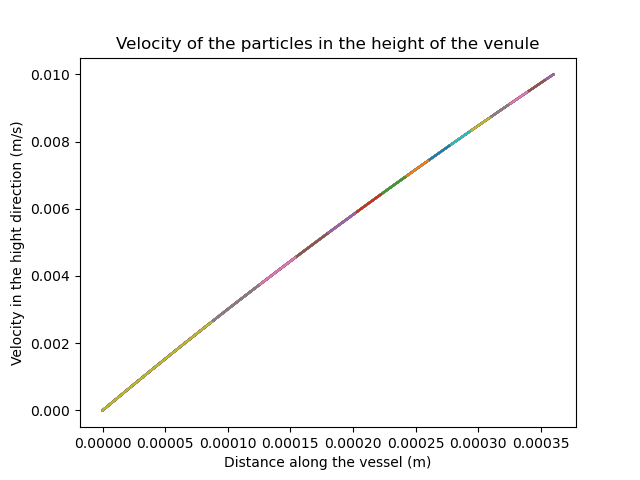 Velocity of the particles in the height of the venule
0.010
0.008
0.006
0.004
0.002
0.000
Velocity in the hight direction (m/s)
0.00000 0.00005 0.00010 0.00015 0.00020 0.00025 0.00030 0.00035
Distance along the vessel (m)